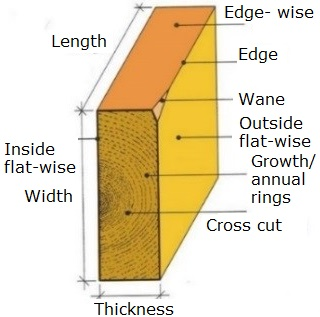 Edge- wise
Length
Edge
Wane
Outside
flat-wise
Inside
flat-wise
Growth/
annual
rings
Width
Cross cut
Thickness